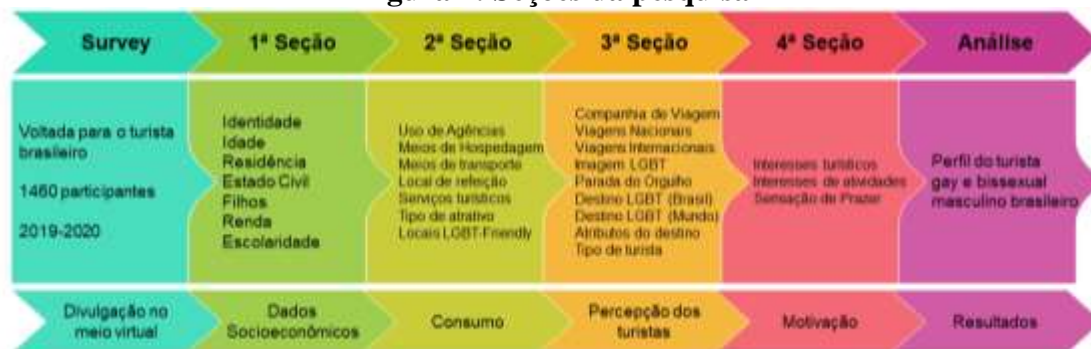 Survey
1ª Seção
2ª Seção
3ª Seção
4ª Seção
Análise
Voltada para o turista
brasileiro
1460 participantes
2019-2020
Identidade
Idade
Residência
Estado Civil
Filhos
Renda
Escolaridade
Uso de Agências
Meios de Hospedagem
Meios de transporte
Local de refeição
Serviços turísticos
Tipo de atrativo
Locais LGBT-Friendly
Companhia de Viagem
Viagens Nacionais
Viagens Internacionais
Imagem LGBT
Parada do Orgulho
Destino LGBT (Brasil)
Destino LGBT (Mundo)
Atributos do destino
Tipo de turista
Interesses turísticos
Interesses de atividades
Sensação de Prazer
Perfil do turista
gay e bissexual
masculino brasileiro
Divulgação no
meio virtual
Dados
Socioeconômicos
Consumo
Percepção dos
turistas
Motivação
Resultados